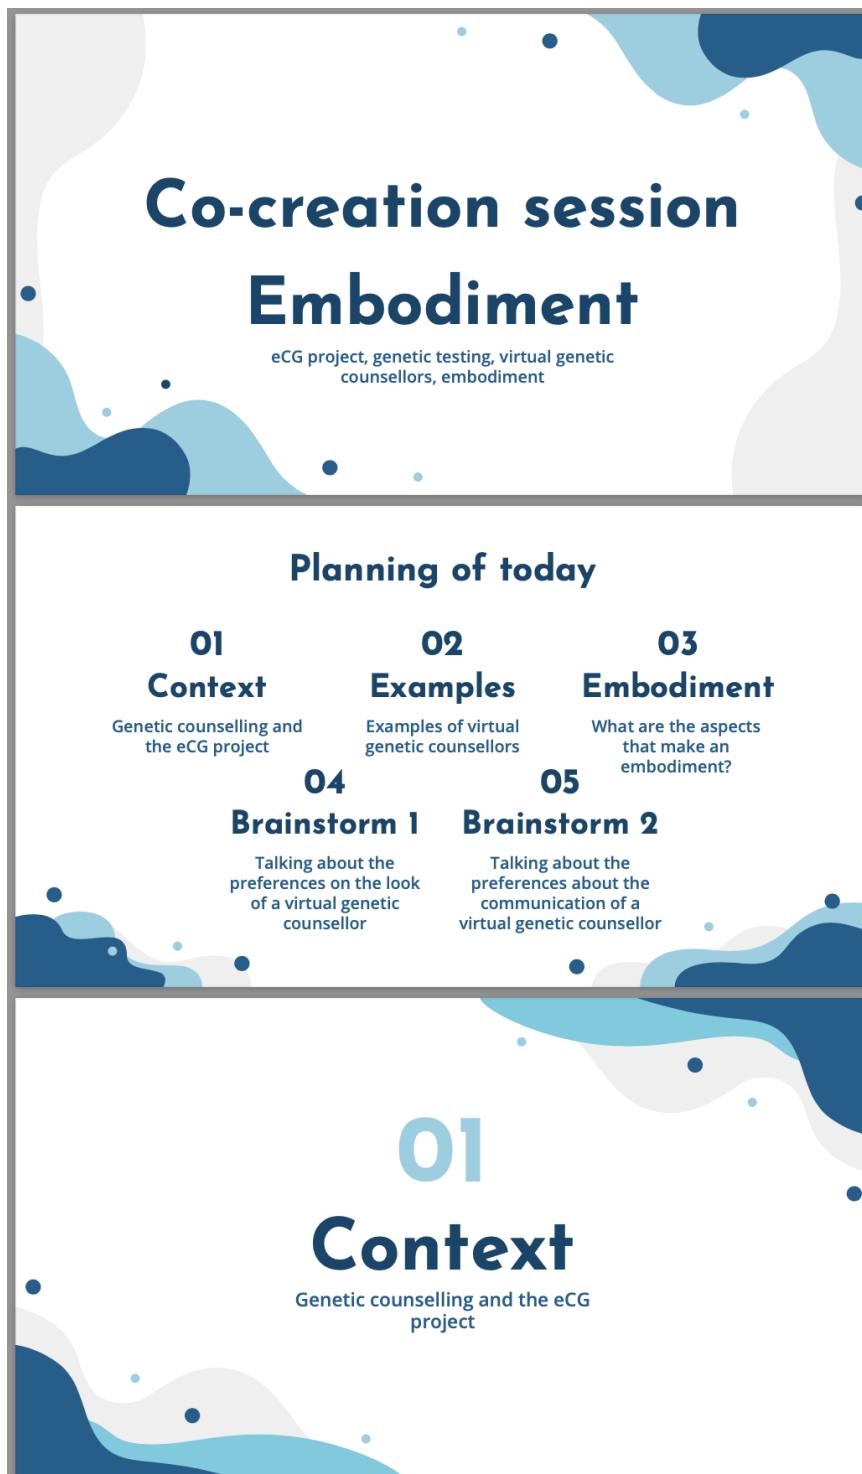 Co-creation session
Embodiment
eCG project, genetic testing, virtual genetic
counsellors, embodiment
Planning of today
01
Context
Genetic counselling and
the eCG project
02
Examples
Examples of virtual
genetic counsellors
03
Embodiment
What are the aspects
that make an
embodiment?
04
Brainstorm 1
Talking about the
preferences on the look
of a virtual genetic
counsellor
05
Brainstorm 2
Talking about the
preferences about the
communication of a
virtual genetic counsellor
01
Context
Genetic counselling and the eCG
project